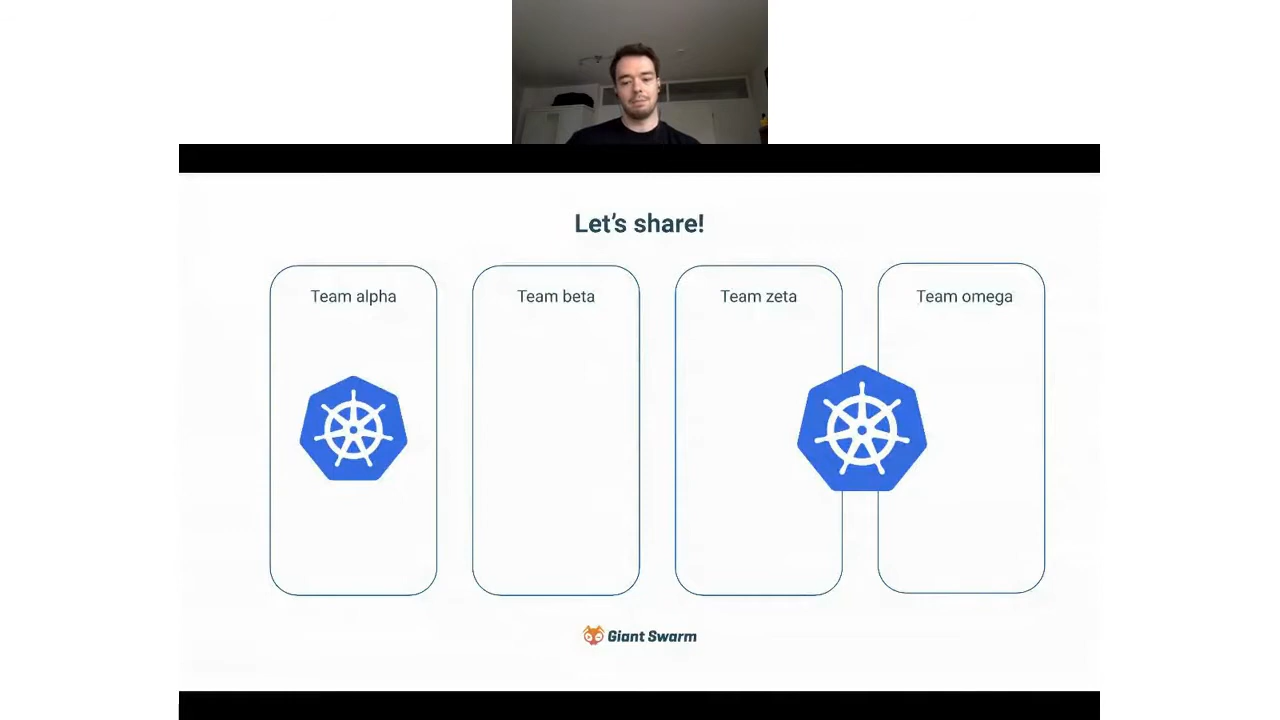 Let's share!
Team alpha
Team beta
Team zeta
Team omega
Giant Swarm